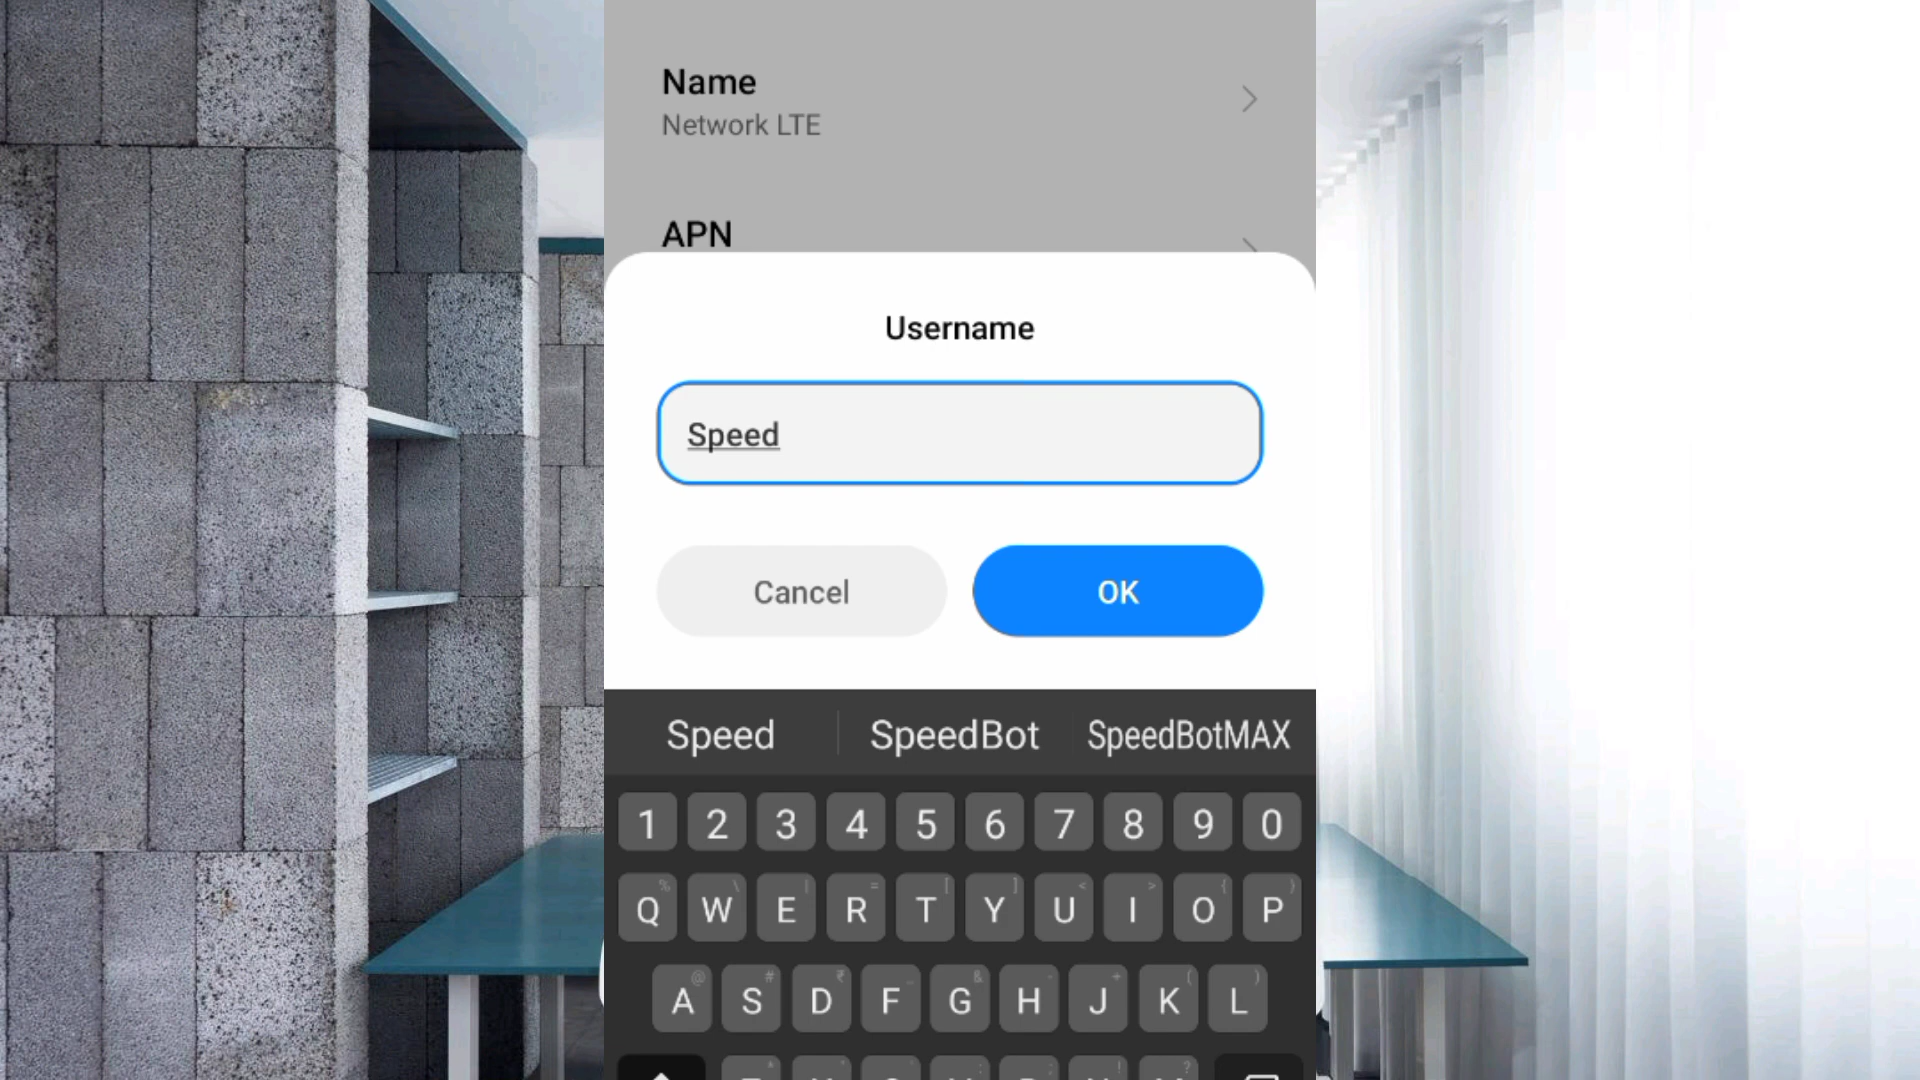 Name
Network LTE
APN
Username
Speed
Cancel
OK
Speed SpeedBot SpeedBotMAX
1 2 3 4 5 6 7 8 9 0
Q W E R T Y U I O P
A S D F G H J K L